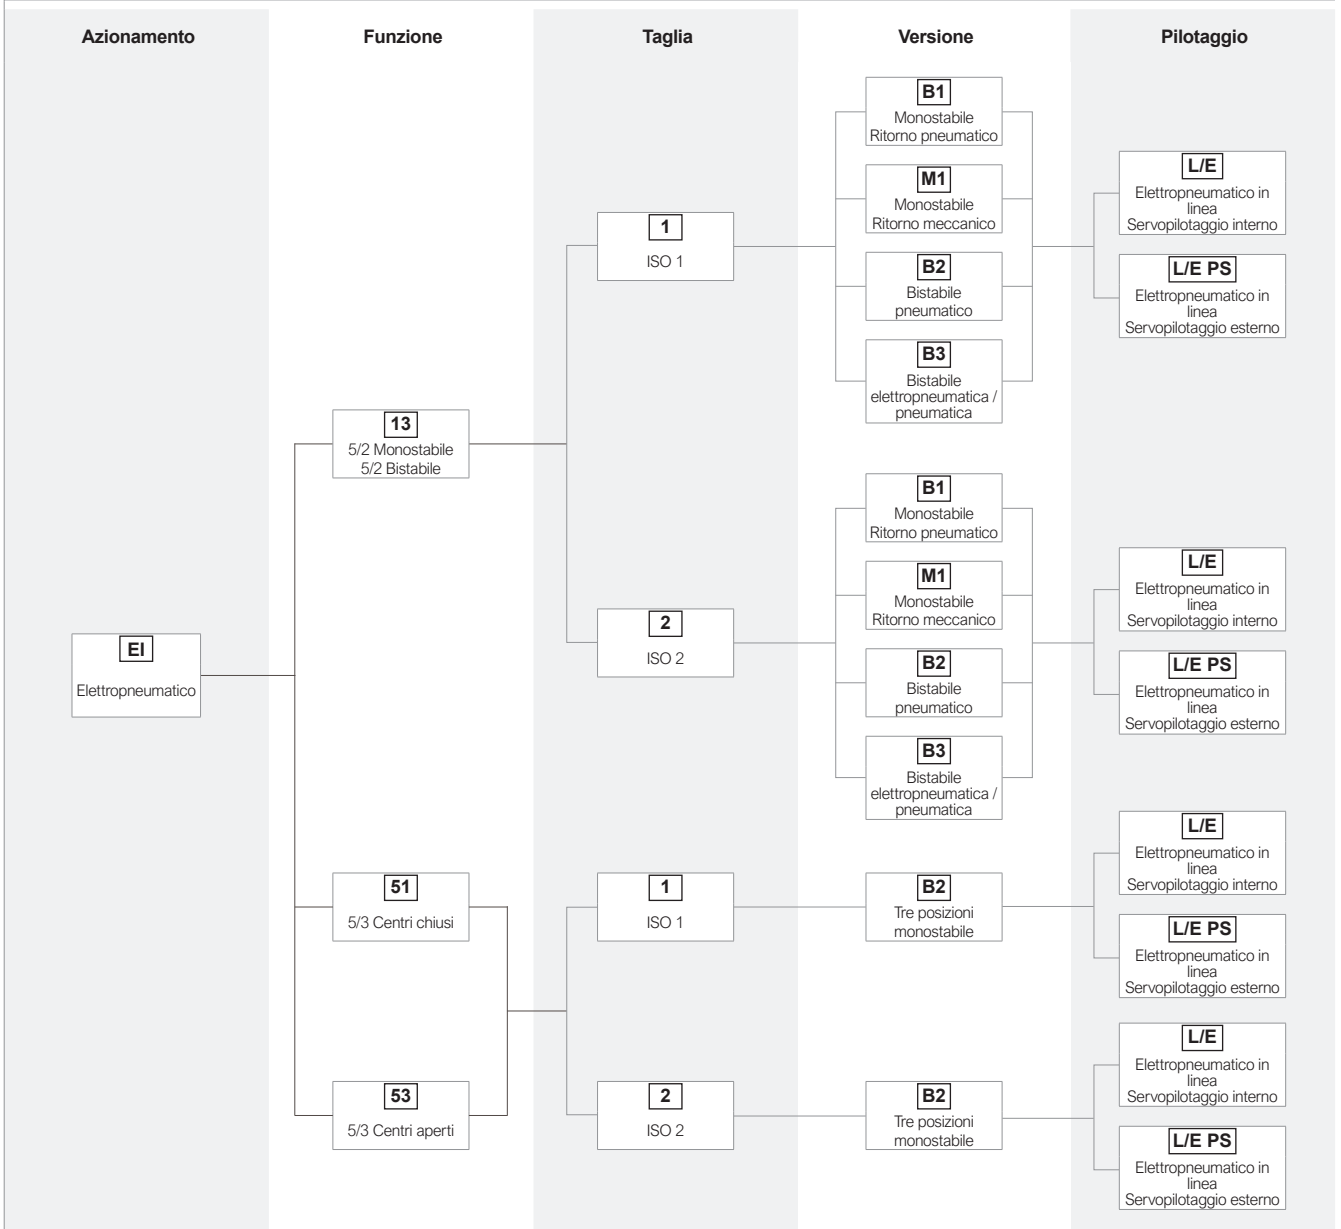 Azionamento
Funzione
Taglia
Versione
Pilotaggio
EI
Elettropneumatico
13
5/2 Monostabile
5/2 Bistabile
1
ISO 1
B1
Monostabile
Ritorno pneumatico
M1
Monostabile
Ritorno meccanico
B2
Bistabile
pneumatico
B3
Bistabile
elettropneumatica /
pneumatica
L/E
Elettropneumatico in
linea
Servopilotaggio interno
L/E PS
Elettropneumatico in
linea
Servopilotaggio esterno
2
ISO 2
B1
Monostabile
Ritorno pneumatico
M1
Monostabile
Ritorno meccanico
B2
Bistabile
pneumatico
B3
Bistabile
elettropneumatica /
pneumatica
L/E
Elettropneumatico in
linea
Servopilotaggio interno
L/E PS
Elettropneumatico in
linea
Servopilotaggio esterno
51
5/3 Centri chiusi
53
5/3 Centri aperti
1
ISO 1
B2
Tre posizioni
monostabile
L/E
Elettropneumatico in
linea
Servopilotaggio interno
L/E PS
Elettropneumatico in
linea
Servopilotaggio esterno
2
ISO 2
B2
Tre posizioni
monostabile
L/E
Elettropneumatico in
linea
Servopilotaggio interno
L/E PS
Elettropneumatico in
linea
Servopilotaggio esterno